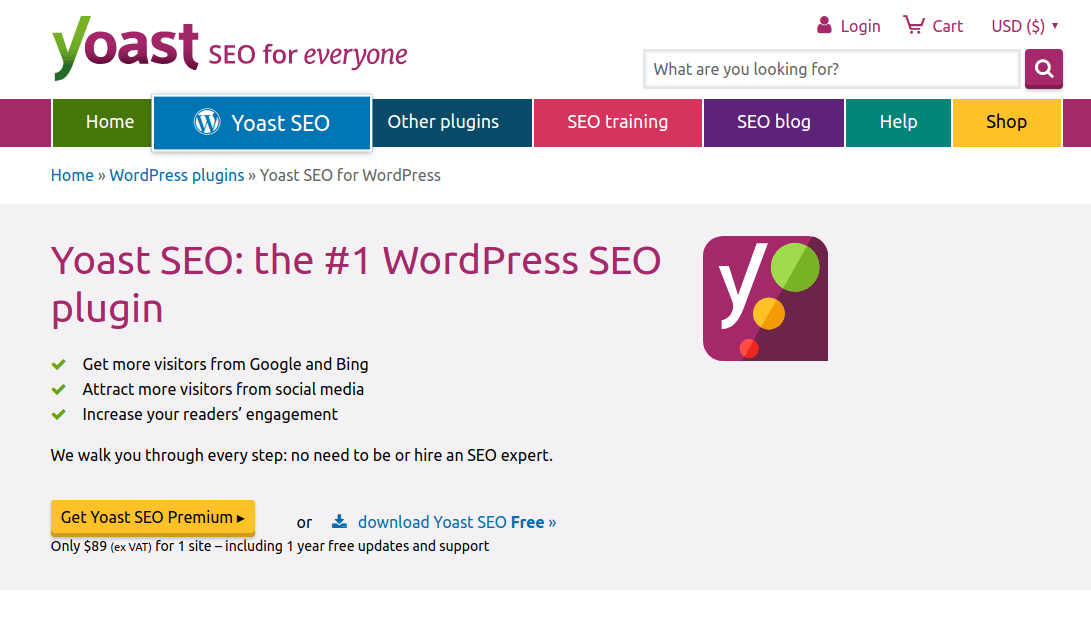 yoast SEO for everyone
Login Cart USD ($) ▾
What are you looking for?
Home Yoast SEO Other plugins SEO training SEO blog Help Shop
Home » WordPress plugins » Yoast SEO for WordPress
Yoast SEO: the #1 WordPress SEO
plugin
y
Get more visitors from Google and Bing
Attract more visitors from social media
Increase your readers’ engagement
We walk you through every step: no need to be or hire an SEO expert.
Get Yoast SEO Premium ▸ or download Yoast SEO Free »
Only $89 (ex VAT) for 1 site – including 1 year free updates and support